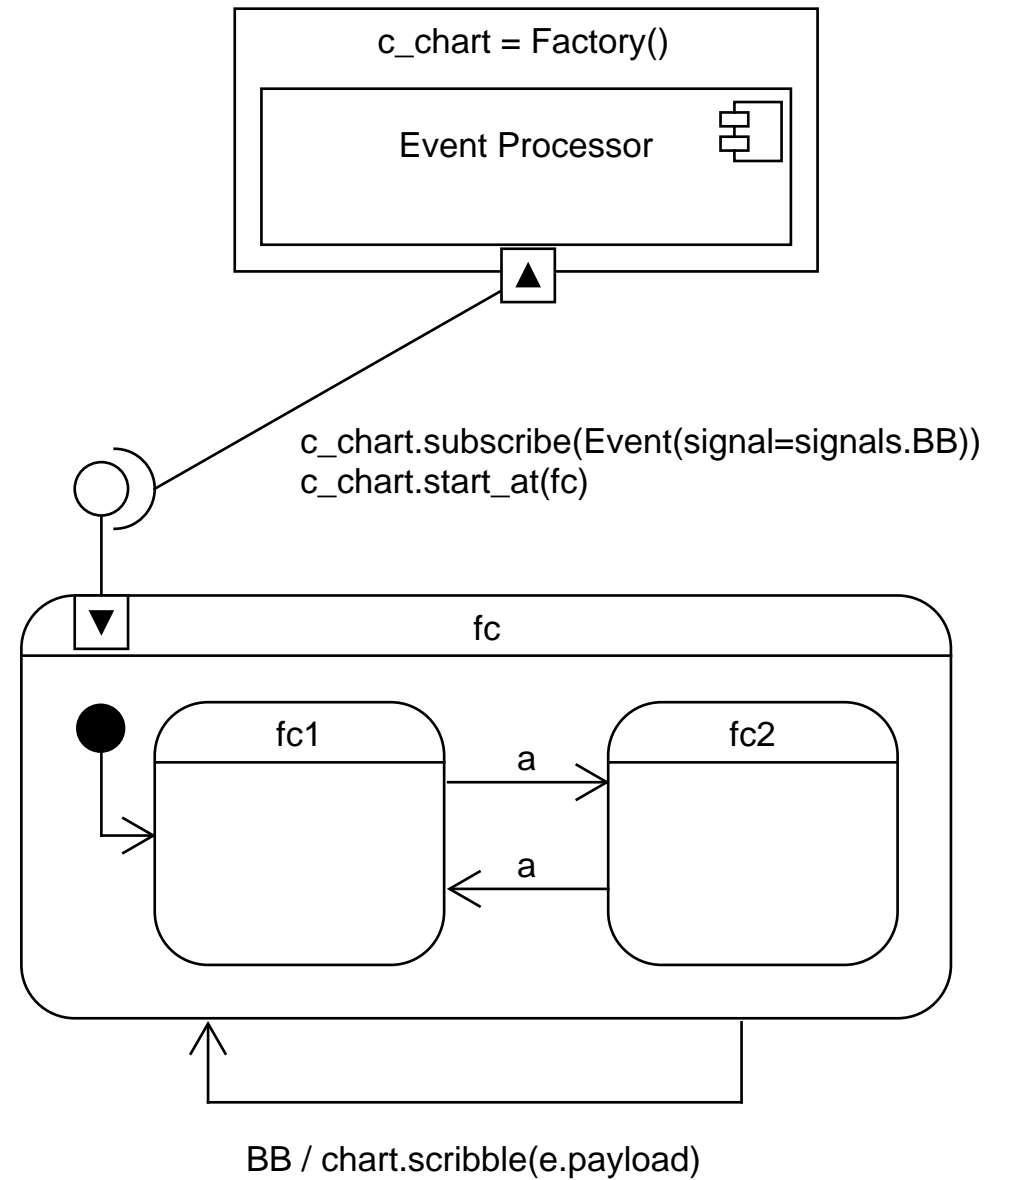 c_chart = Factory()
Event Processor
c_chart.subscribe(Event(signal=signals.BB))
c_chart.start_at(fc)
fc
fc1
fc2
a
a
BB / chart.scribble(e.payload)